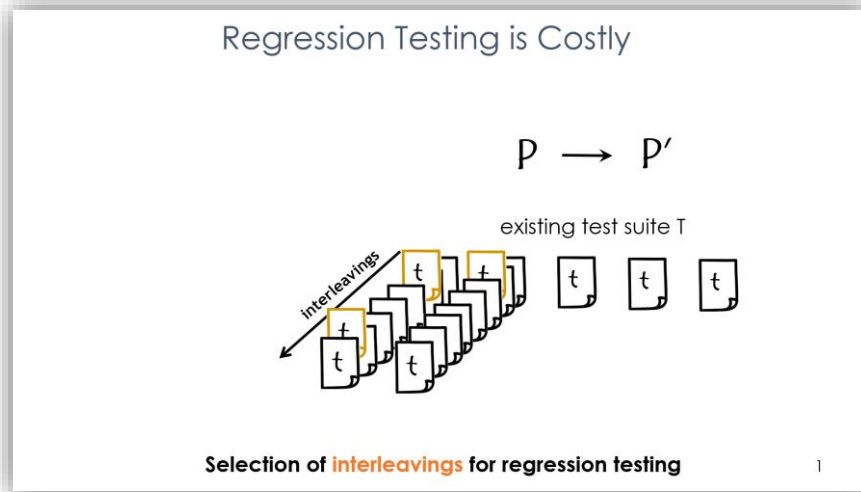 Regression Testing is Costly
P → P′
existing test suite T
interleavings
t t t t t
t
t t
Selection of interleavings for regression testing
1